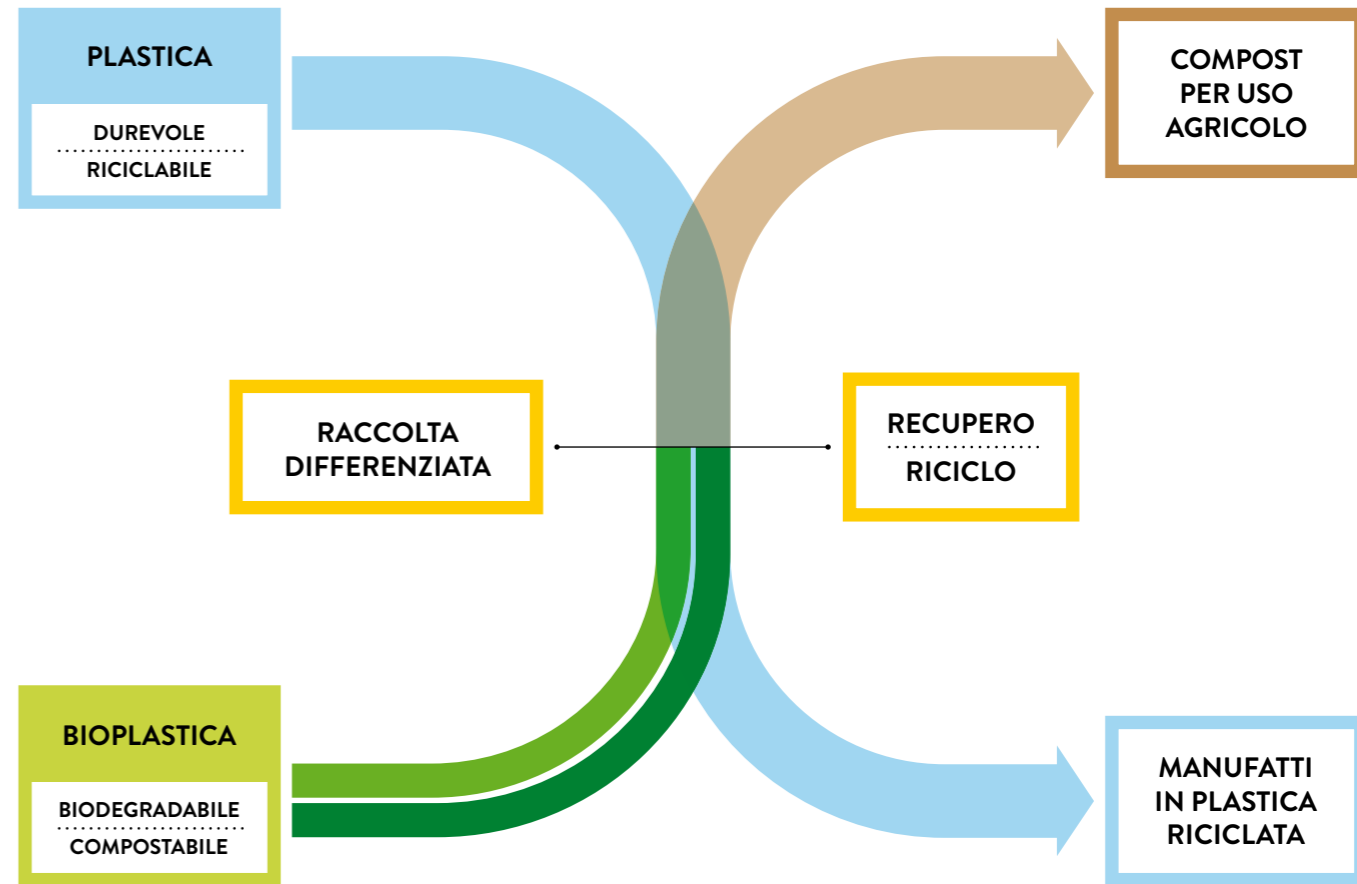 PLASTICA
DUREVOLE
RICICLABILE
COMPOST
PER USO
AGRICOLO
RACCOLTA
DIFFERENZIATA
RECUPERO
RICICLO
BIOPLASTICA
BIODEGRADABILE
COMPOSTABILE
MANUFATTI
IN PLASTICA
RICICLATA